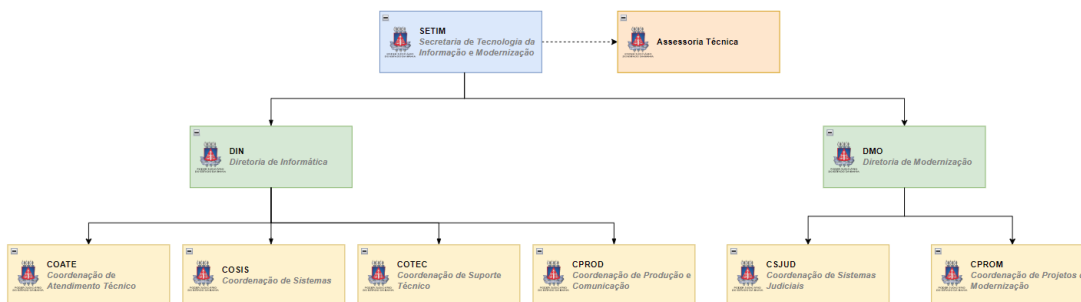 SETIM
Secretaria de Tecnologia da
Informação e Modernização
Assessoria Técnica
DIN
Diretoria de Informática
DMO
Diretoria de Modernização
COATE
Coordenação de
Atendimento Técnico
COSIS
Coordenação de Sistemas
COTEC
Coordenação de Suporte
Técnico
CPROD
Coordenação de Produção e
Comunicação
CSJUD
Coordenação de Sistemas
Judiciais
CPROM
Coordenação de Projetos e
Modernização